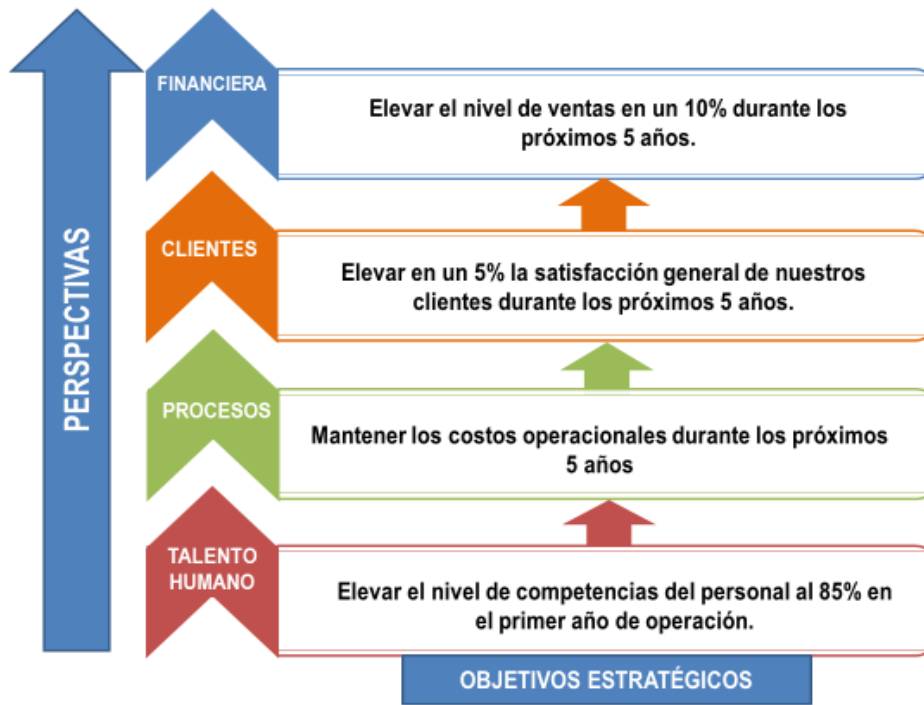 PERSPECTIVAS
FINANCIERA
Elevar el nivel de ventas en un 10% durante los
próximos 5 años.
CLIENTES
Elevar en un 5% la satisfacción general de nuestros
clientes durante los próximos 5 años.
PROCESOS
Mantener los costos operacionales durante los próximos
5 años
TALENTO
HUMANO
Elevar el nivel de competencias del personal al 85% en
el primer año de operación.
OBJETIVOS ESTRATÉGICOS